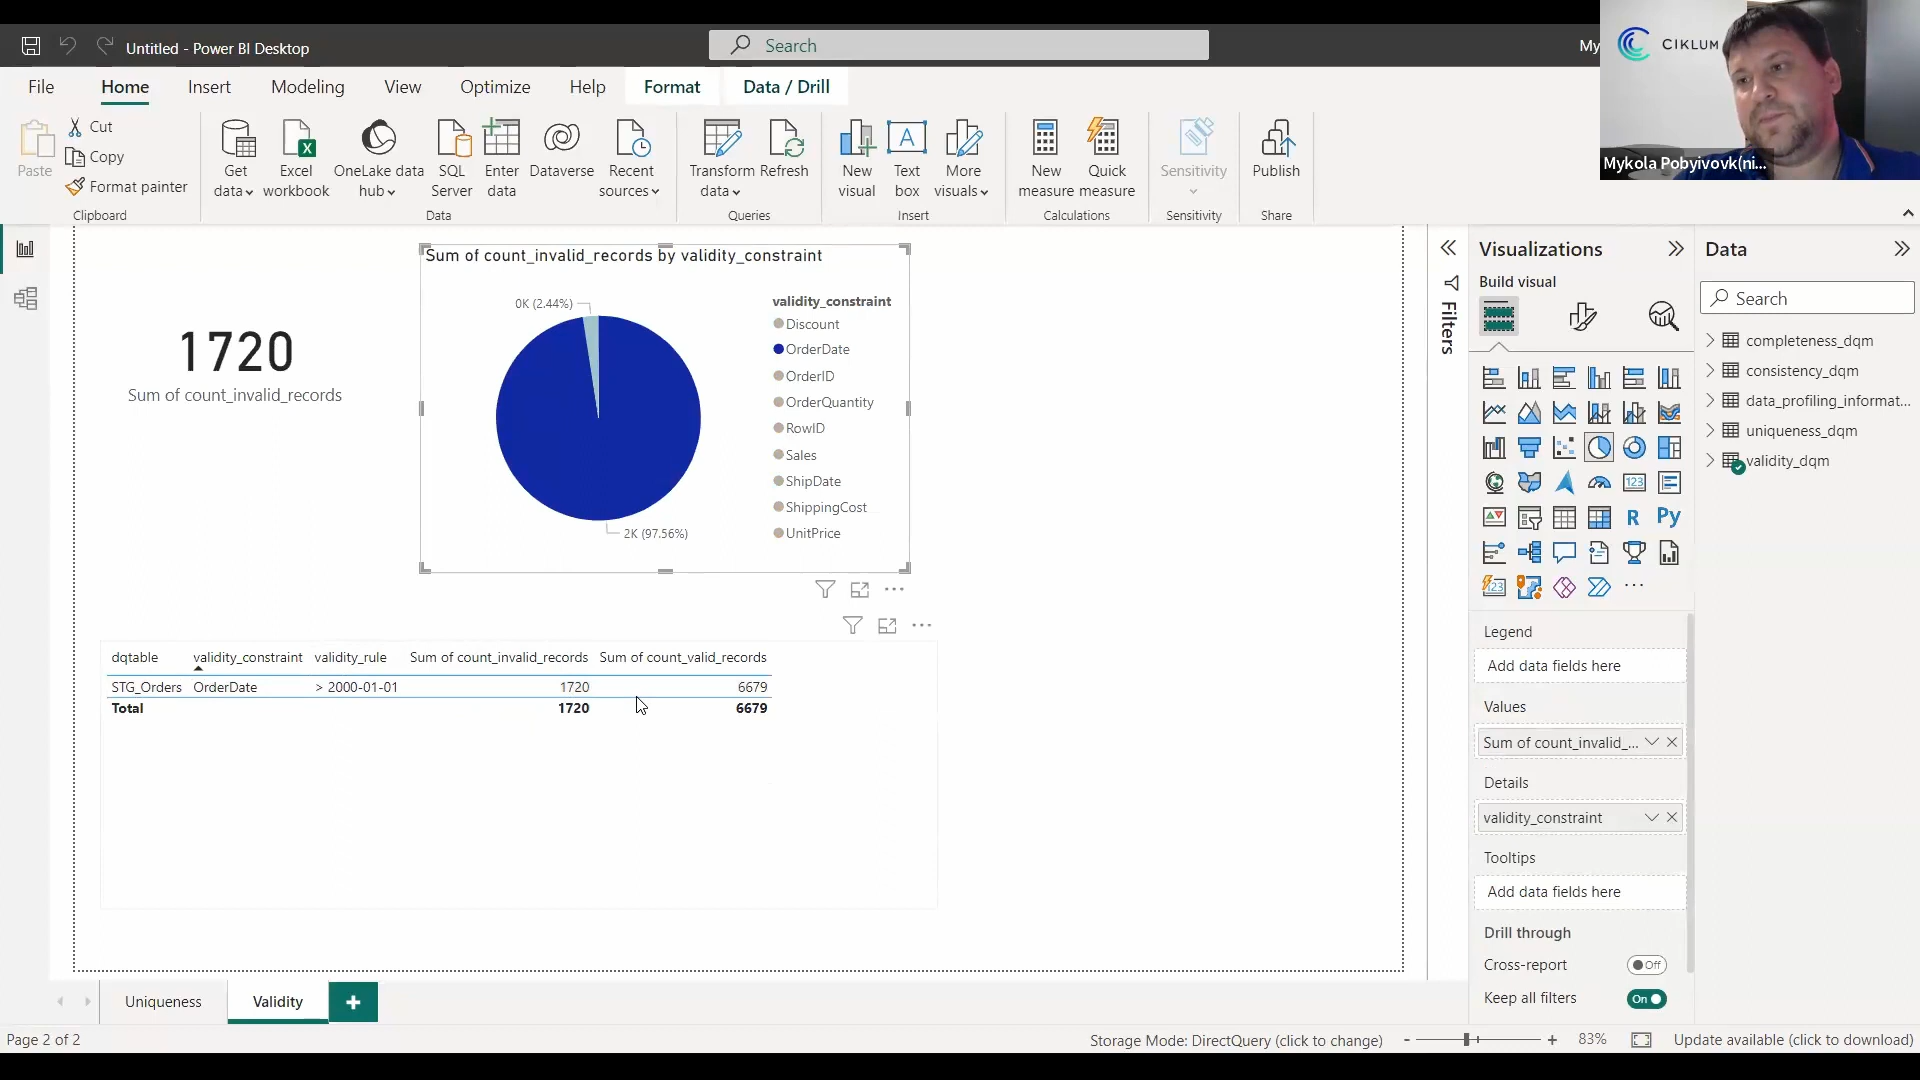 Untitled - Power BI Desktop
Search
My
CIKLUM
Mykola Pobyivovk(ni...
File
Home
Insert
Modeling
View
Optimize
Help
Format
Data / Drill
Paste
Cut
Copy
Format painter
Clipboard
Get data
Excel workbook
OneLake data hub
SQL Server
Enter data
Dataverse
Recent sources
Data
Transform data
Refresh
Queries
New visual
Text box
More visuals
Insert
New measure
Quick measure
Calculations
Sensitivity
Sensitivity
Publish
Share
1720
Sum of count_invalid_records
Sum of count_invalid_records by validity_constraint
0K (2.44%)
2K (97.56%)
validity_constraint
Discount
OrderDate
OrderID
OrderQuantity
RowID
Sales
ShipDate
ShippingCost
UnitPrice
dqtable validity_constraint validity_rule Sum of count_invalid_records Sum of count_valid_records
STG_Orders OrderDate > 2000-01-01 1720 6679
Total 1720 6679
Filters
Visualizations
Build visual
R
Py
123
123
Legend
Add data fields here
Values
Sum of count_invalid_...
Details
validity_constraint
Tooltips
Add data fields here
Drill through
Cross-report
Off
Keep all filters
On
Data
Search
completeness_dqm
consistency_dqm
data_profiling_informat...
uniqueness_dqm
validity_dqm
Uniqueness
Validity
Page 2 of 2
Storage Mode: DirectQuery (click to change)
- + 83%
Update available (click to download)